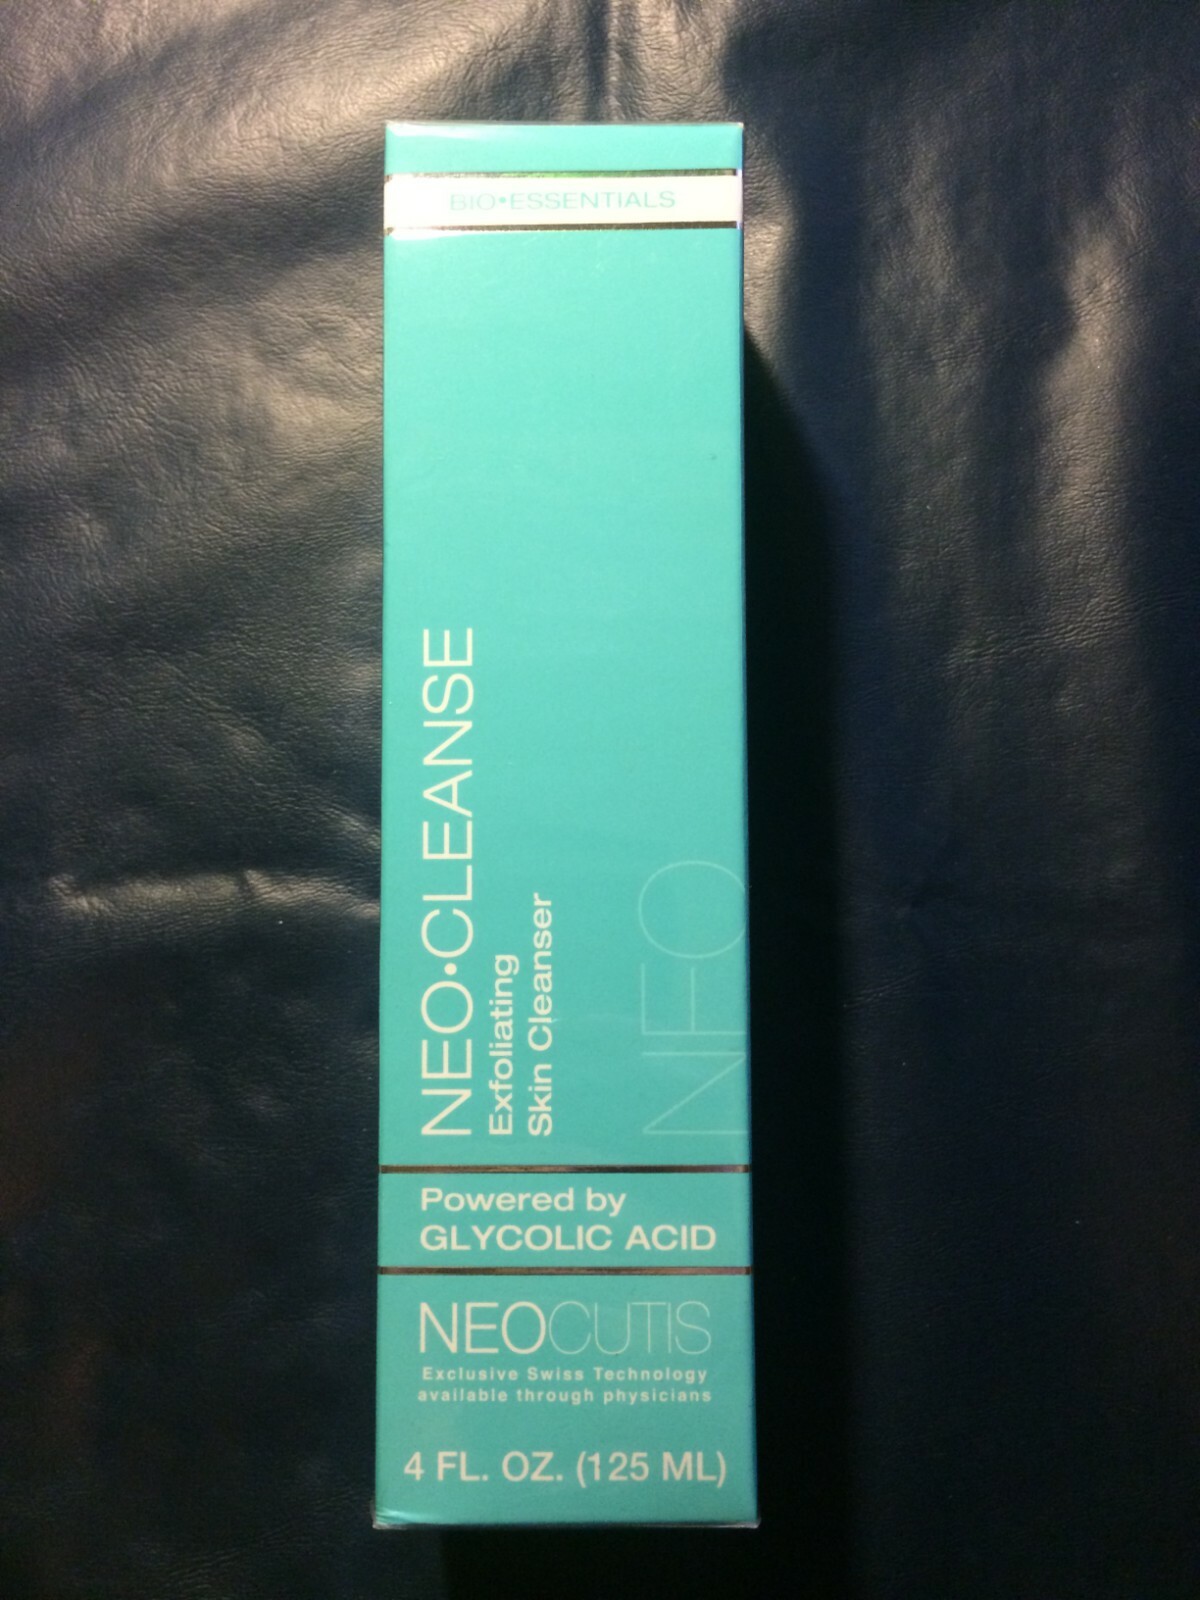 BIO•ESSENTIALS
NEO•CLEANSE
Exfoliating
Skin Cleanser
NEO
Powered by
GLYCOLIC ACID
NEOCUTIS
Exclusive Swiss Technology
available through physicians
4 FL. OZ. (125 ML)